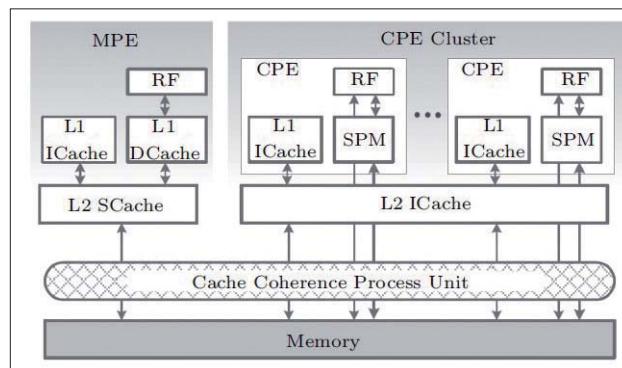 MPE
CPE Cluster
RF
CPE
RF
CPE
RF
L1
ICache
L1
DCache
L1
ICache
SPM
L1
ICache
SPM
L2 SCache
L2 ICache
Cache Coherence Process Unit
Memory